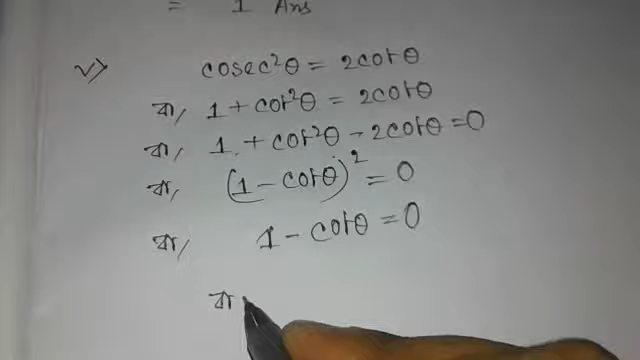 = 1 Ans
v) cosec²θ = 2cotθ
বা, 1 + cot²θ = 2cotθ
বা, 1 + cot²θ - 2cotθ = 0
বা, (1 - cotθ)² = 0
বা, 1 - cotθ = 0
বা